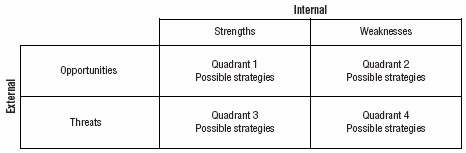 Internal
Strengths Weaknesses
External
Opportunities
Quadrant 1
Possible strategies
Quadrant 2
Possible strategies
Threats
Quadrant 3
Possible strategies
Quadrant 4
Possible strategies